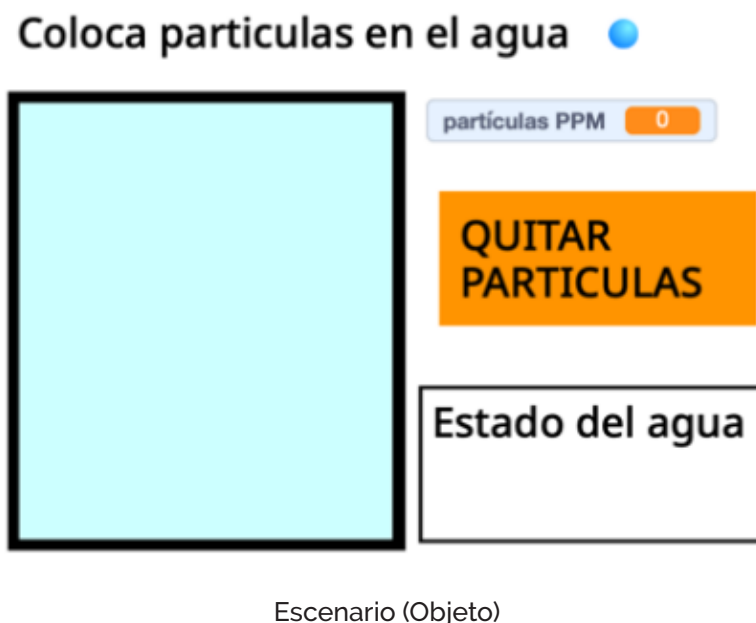 Coloca particulas en el agua
partículas PPM 0
QUITAR
PARTICULAS
Estado del agua
Escenario (Objeto)